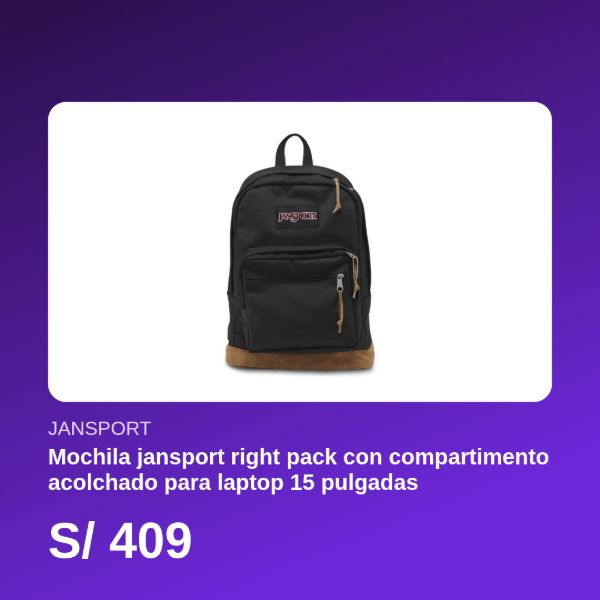 JANSPORT
JANSPORT
Mochila jansport right pack con compartimento
acolchado para laptop 15 pulgadas
S/ 409